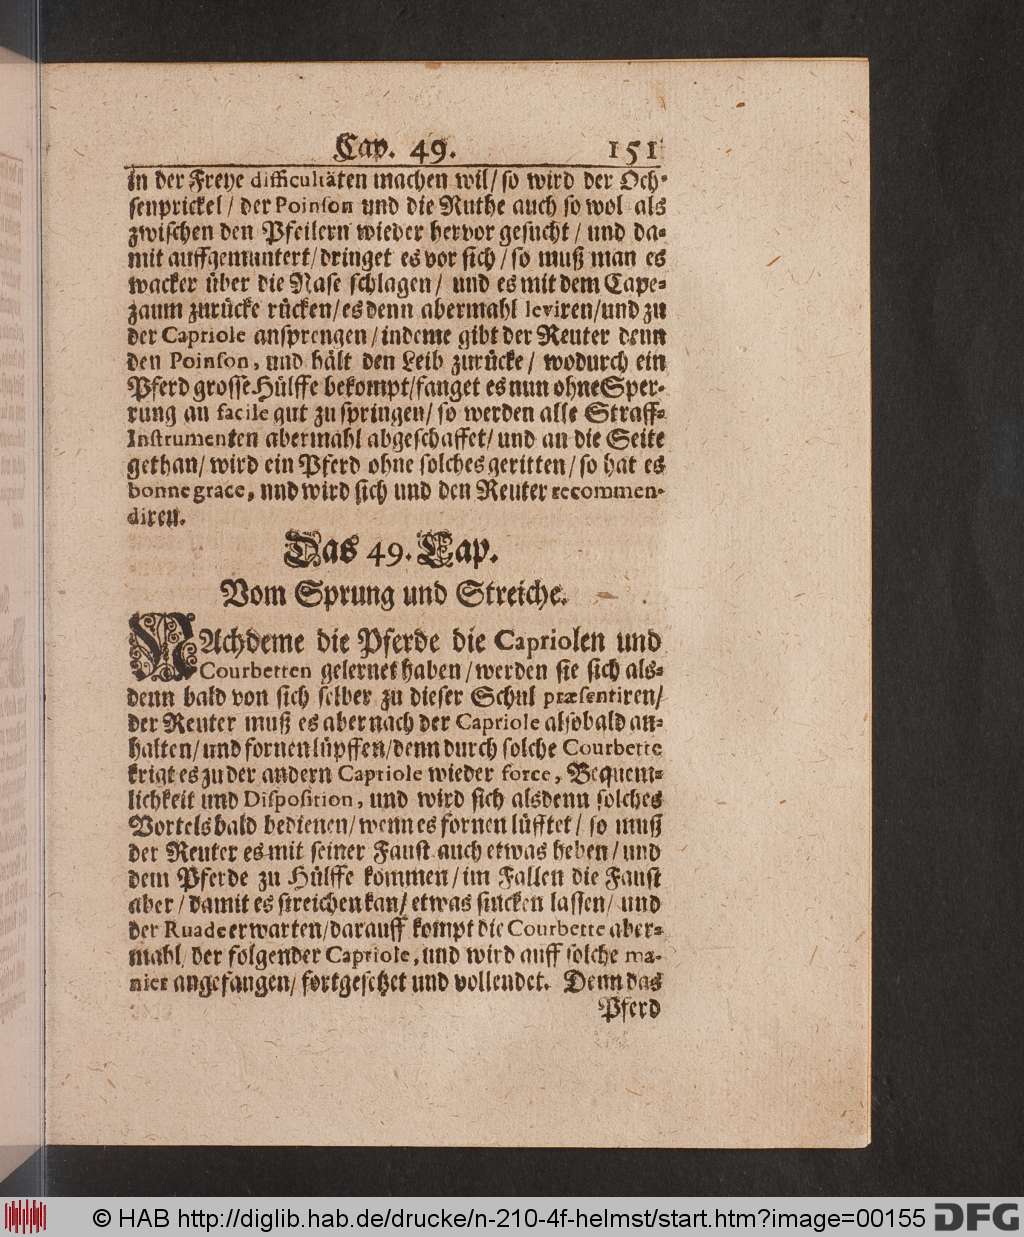 Cap. 49. 151
in der Freye difficultäten machen wil/ so wird der Och-
senprickel/ der Poinson und die Ruthe auch so wol als
zwischen den Pfeilern wieder hervor gesucht/ und da-
mit auffgemuntert/ dringet es vor sich/ so muß man es
wacker über die Nase schlagen/ und es mit dem Cape-
zaum zurücke rücken/ es denn abermahl leviren/ und zu
der Capriole ansprengen/ indeme gibt der Reuter denn
den Poinson, und hält den Leib zurücke/ wodurch ein
Pferd grosse Hülffe bekompt/ fanget es nun ohne Sper-
rung an facile gut zu springen/ so werden alle Straff-
Instrumenten abermahl abgeschaffet/ und an die Seite
gethan/ wird ein Pferd ohne solches geritten/ so hat es
bonne grace, und wird sich und den Reuter recommen-
diren.
Das 49. Cap.
Vom Sprung und Streiche.
NAchdeme die Pferde die Capriolen und
Courbetten gelernet haben/ werden sie sich als-
denn bald von sich selber zu dieser Schul præsentiren/
der Reuter muß es aber nach der Capriole alsobald an-
halten/ und fornen lüpffen/ denn durch solche Courbette
krigt es zu der andern Capriole wieder force, Bequem-
lichkeit und Disposition, und wird sich alsdenn solches
Vortels bald bedienen/ wenn es fornen lüfftet/ so muß
der Reuter es mit seiner Faust auch etwas heben/ und
dem Pferde zu Hülffe kommen/ im Fallen die Faust
aber/ damit es streichen kan/ etwas sincken lassen/ und
der Ruade erwarten/ darauff kompt die Courbette aber-
mahl/ der folgender Capriole, und wird auff solche ma-
nier angefangen/ fortgesetzet und vollendet. Denn das
Pferd
© HAB http://diglib.hab.de/drucke/n-210-4f-helmst/start.htm?image=00155 DFG